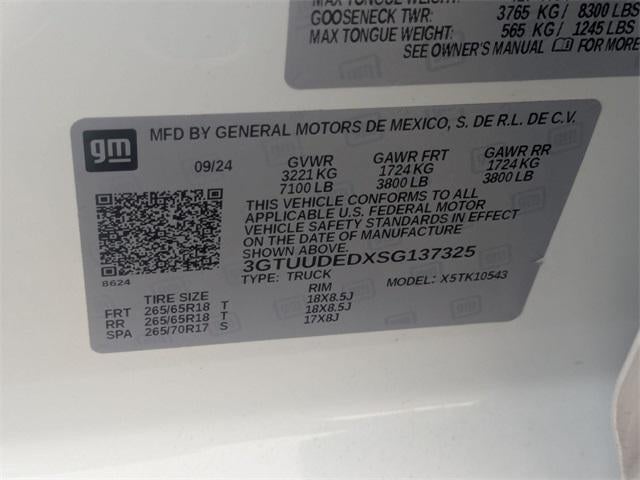 GOOSENECK TWR: 3765 KG / 8300 LBS
MAX TONGUE WEIGHT: 565 KG / 1245 LBS
SEE OWNER'S MANUAL FOR MORE
gm
MFD BY GENERAL MOTORS DE MEXICO, S. DE R.L. DE C.V.
09/24 GVWR GAWR FRT GAWR RR
3221 KG 1724 KG 1724 KG
7100 LB 3800 LB 3800 LB
THIS VEHICLE CONFORMS TO ALL
APPLICABLE U.S. FEDERAL MOTOR
VEHICLE SAFETY STANDARDS IN EFFECT
ON THE DATE OF MANUFACTURE
SHOWN ABOVE.
3GTUUDEDXSG137325
8624
TYPE: TRUCK MODEL: X5TK10543
TIRE SIZE RIM
FRT 265/65R18 T 18X8.5J
RR 265/65R18 T 18X8.5J
SPA 265/70R17 S 17X8J